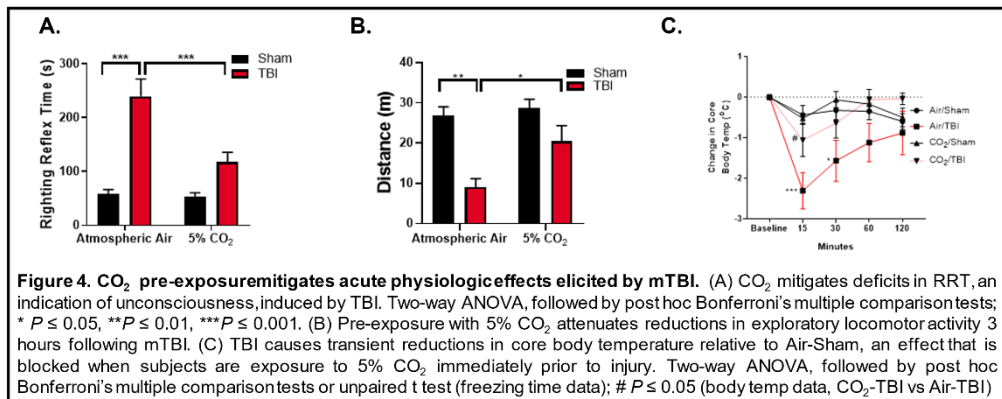 A.
B.
C.
***
***
Sham
TBI
300
200
100
0
Righting Reflex Time (s)
Atmospheric Air
5% CO₂
**
*
Sham
TBI
40
30
20
10
0
Distance (m)
Atmospheric Air
5% CO₂
1
0
-1
-2
-3
Change in Core
Body Temp (°C)
#
***
*
Air/Sham
Air/TBI
CO₂/Sham
CO₂/TBI
Baseline
15
30
60
120
Minutes
Figure 4. CO₂ pre-exposuremitigates acute physiologiceffects elicited by mTBI. (A) CO₂ mitigates deficits in RRT, an
indication of unconsciousness, induced by TBI. Two-way ANOVA, followed by post hoc Bonferroni's multiple comparison tests;
* P ≤ 0.05, **P ≤ 0.01, ***P ≤ 0.001. (B) Pre-exposure with 5% CO₂ attenuates reductions in exploratory locomotor activity 3
hours following mTBI. (C) TBI causes transient reductions in core body temperature relative to Air-Sham, an effect that is
blocked when subjects are exposure to 5% CO₂ immediately prior to injury. Two-way ANOVA, followed by post hoc
Bonferroni's multiple comparison tests or unpaired t test (freezing time data); # P ≤ 0.05 (body temp data, CO₂-TBI vs Air-TBI)